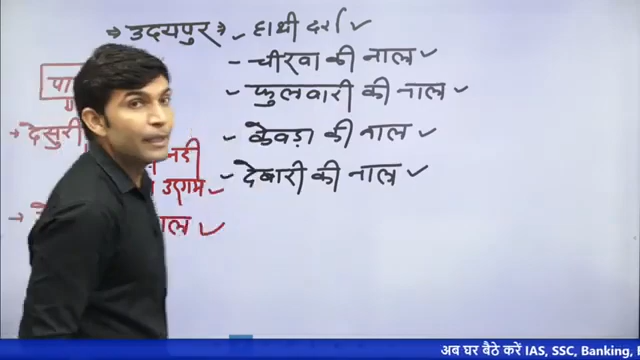 → उदयपुर → - हाथी दर्रा ✓
- चीरवा की नाल ✓
- फुलवारी की नाल ✓
- केवड़ा की नाल ✓
- देबारी की नाल ✓
→ देसुरी
नदी
उद्गम ✓
अब घर बैठे करें IAS, SSC, Banking,